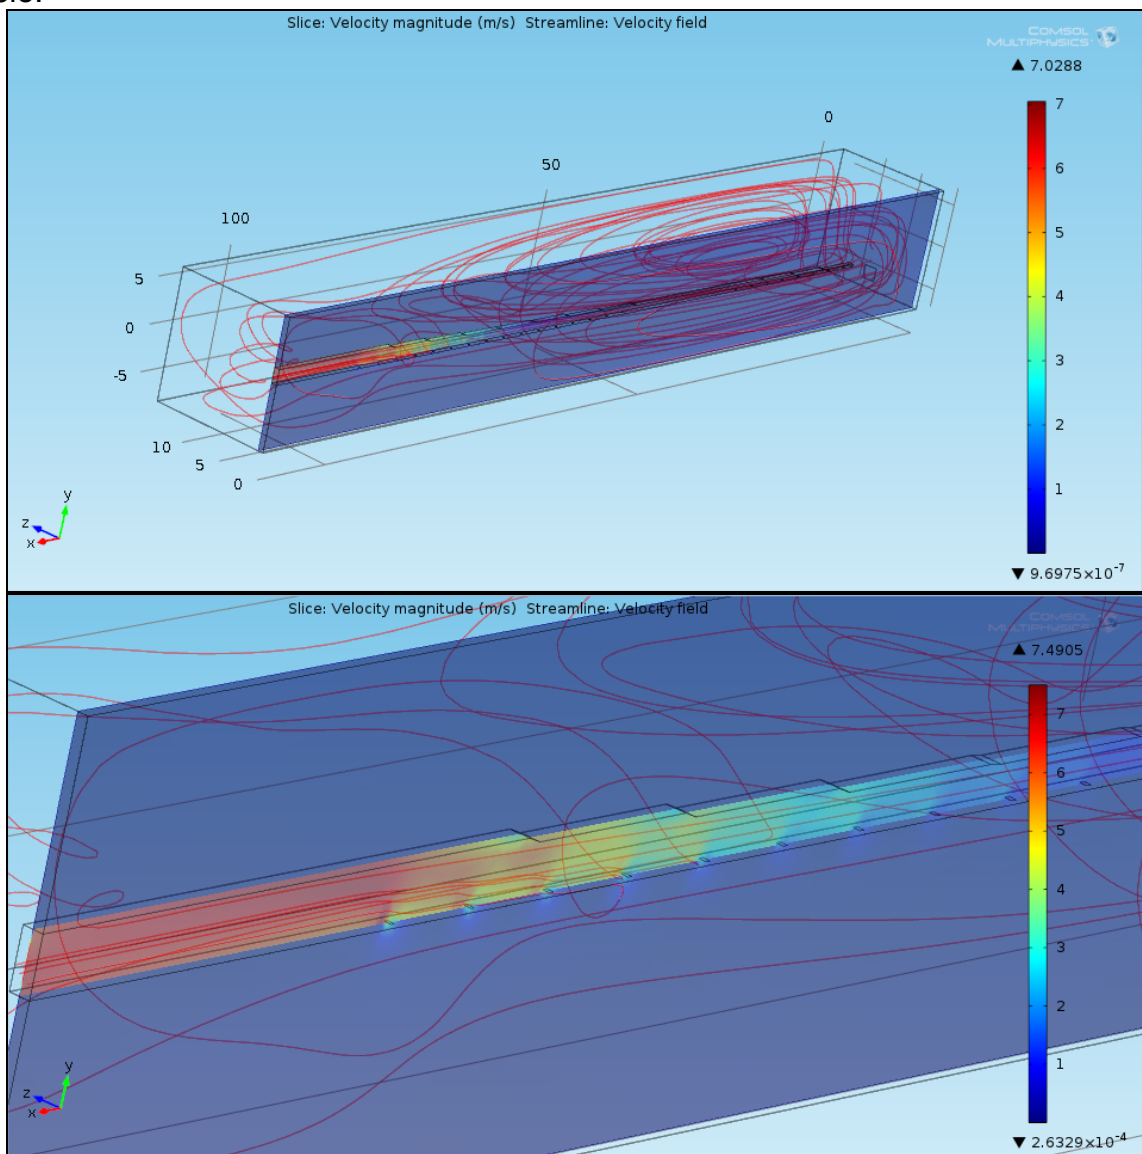 Slice: Velocity magnitude (m/s) Streamline: Velocity field
COMSOL
MULTIPHYSICS
▲ 7.0288
0
7
50
6
100
5
5
4
0
3
-5
2
10
5
0
1
y
z
x
▼ 9.6975×10⁻⁷
Slice: Velocity magnitude (m/s) Streamline: Velocity field
COMSOL
MULTIPHYSICS
▲ 7.4905
7
6
5
4
3
2
1
y
z
x
▼ 2.6329×10⁻⁴